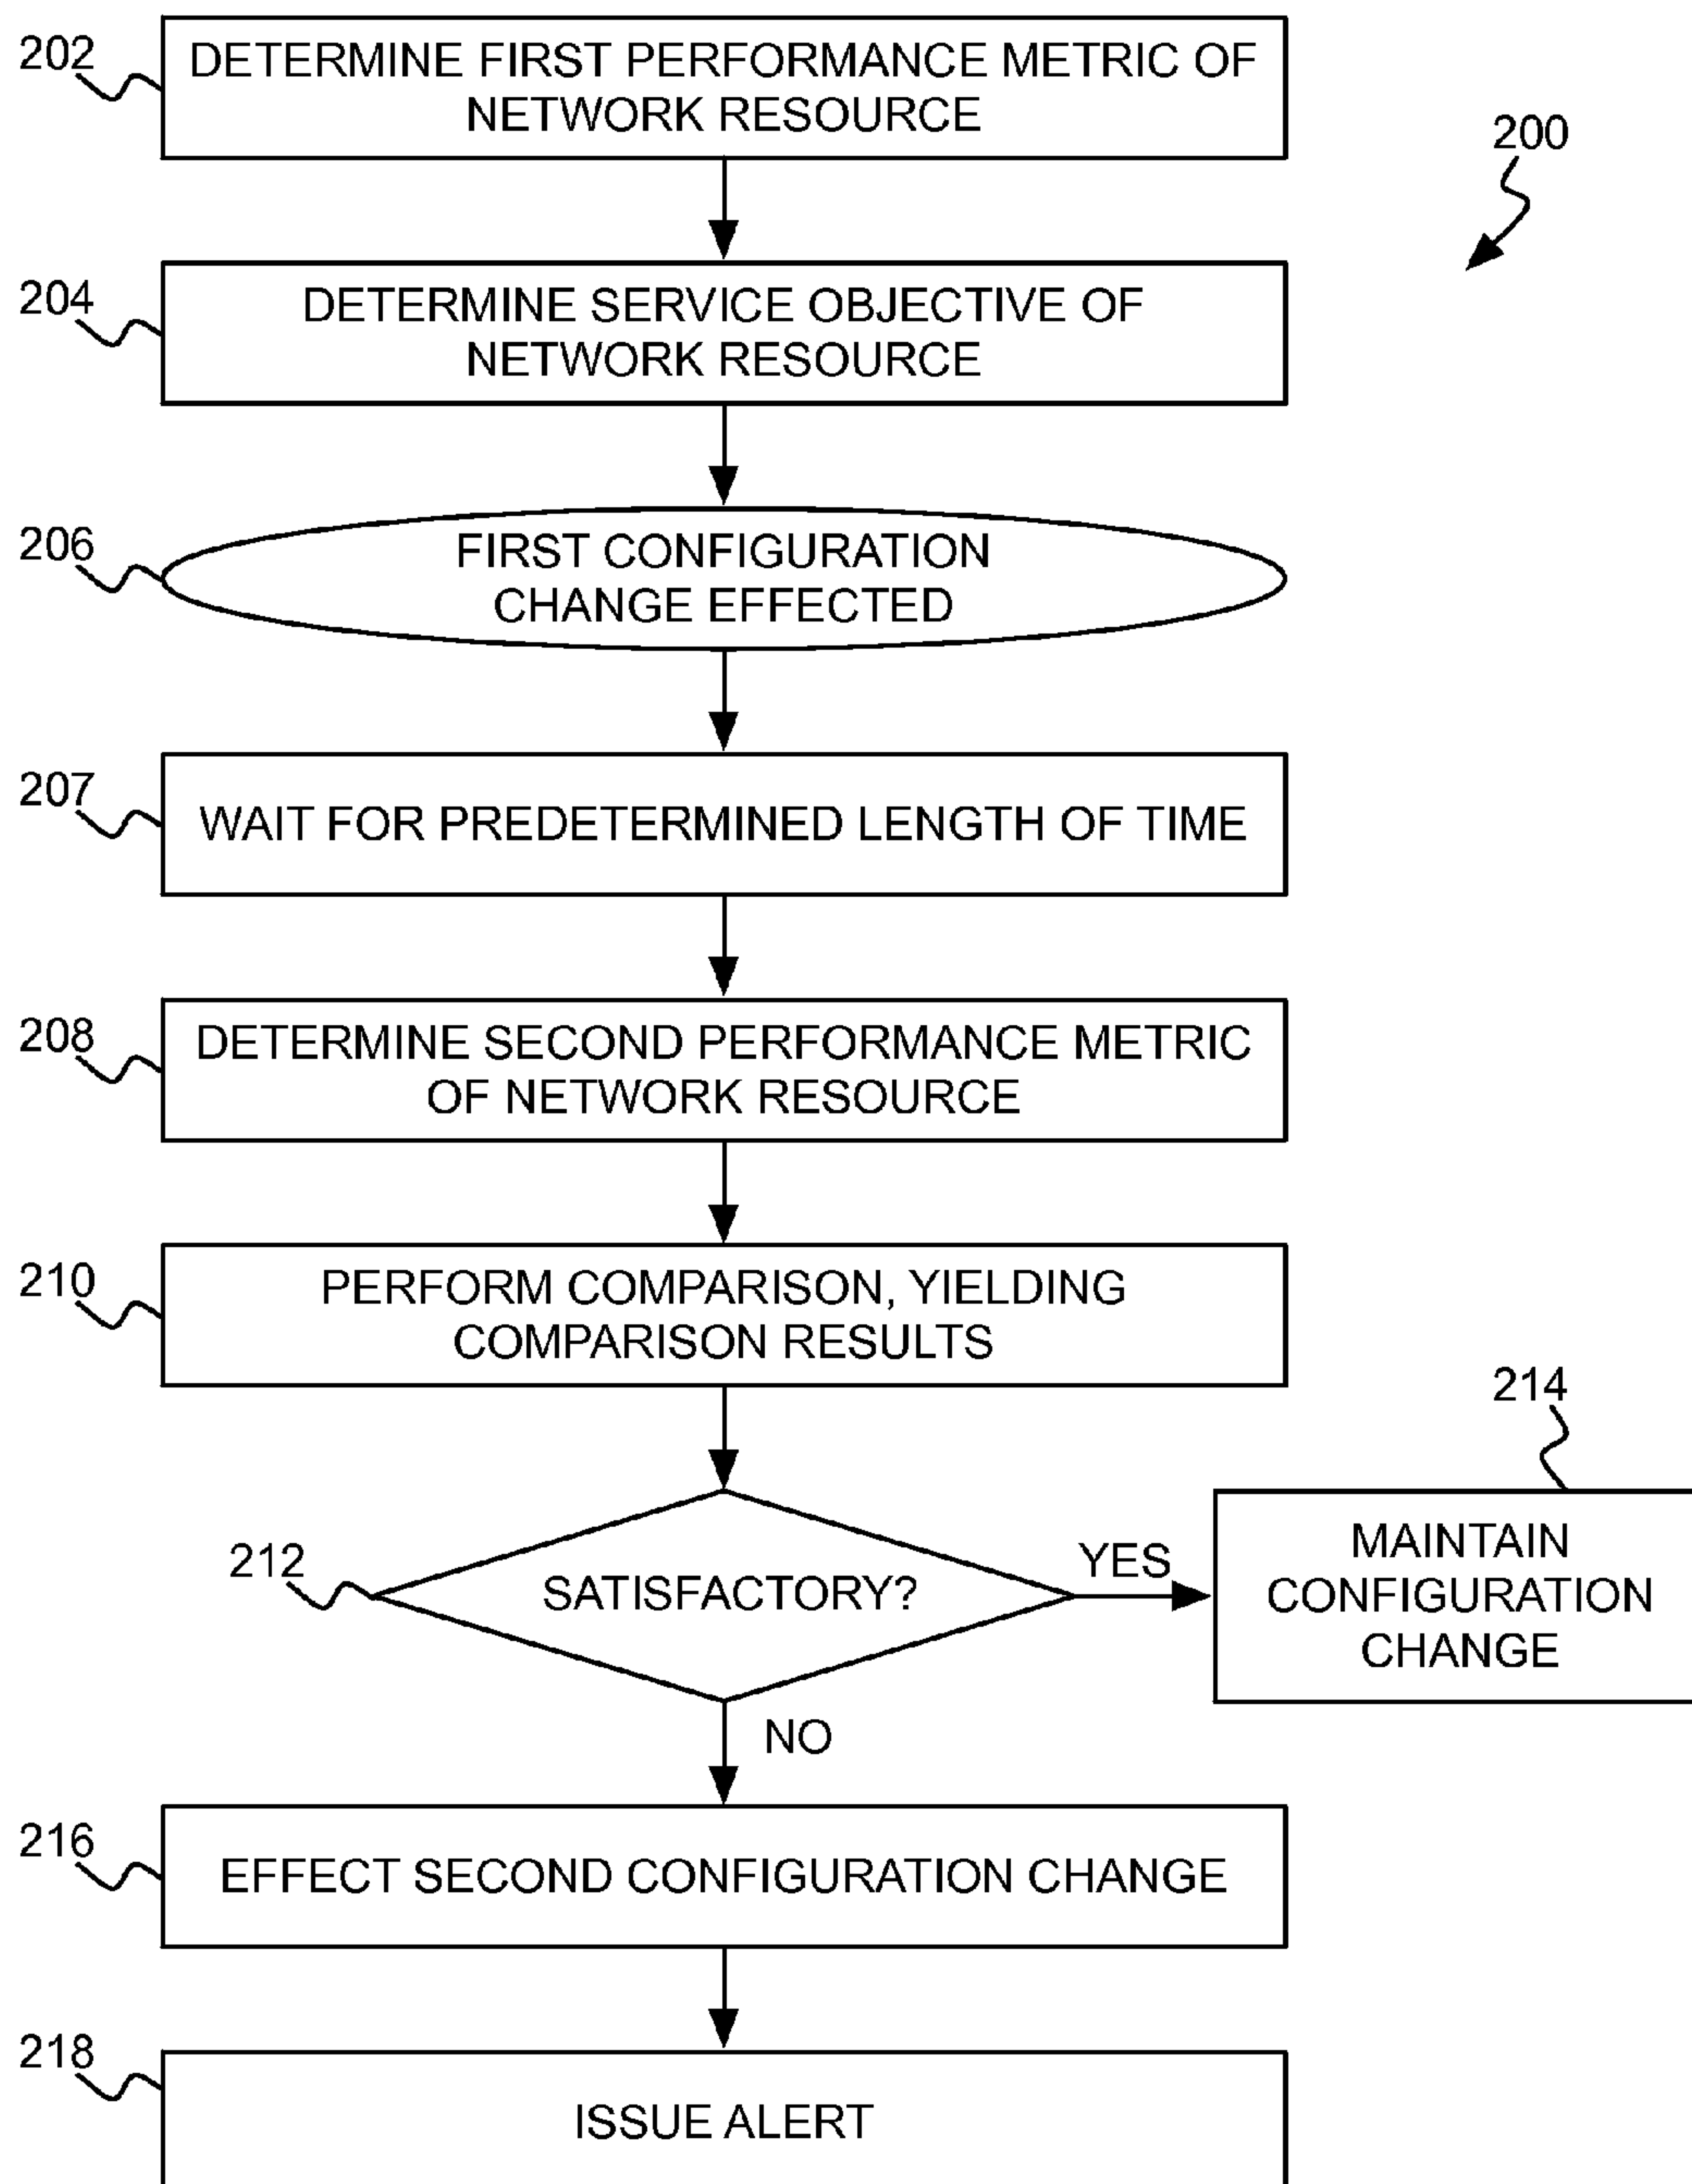 202
DETERMINE FIRST PERFORMANCE METRIC OF
NETWORK RESOURCE
200
204
DETERMINE SERVICE OBJECTIVE OF
NETWORK RESOURCE
206
FIRST CONFIGURATION
CHANGE EFFECTED
207
WAIT FOR PREDETERMINED LENGTH OF TIME
208
DETERMINE SECOND PERFORMANCE METRIC
OF NETWORK RESOURCE
210
PERFORM COMPARISON, YIELDING
COMPARISON RESULTS
212
SATISFACTORY?
YES
214
MAINTAIN
CONFIGURATION
CHANGE
NO
216
EFFECT SECOND CONFIGURATION CHANGE
218
ISSUE ALERT